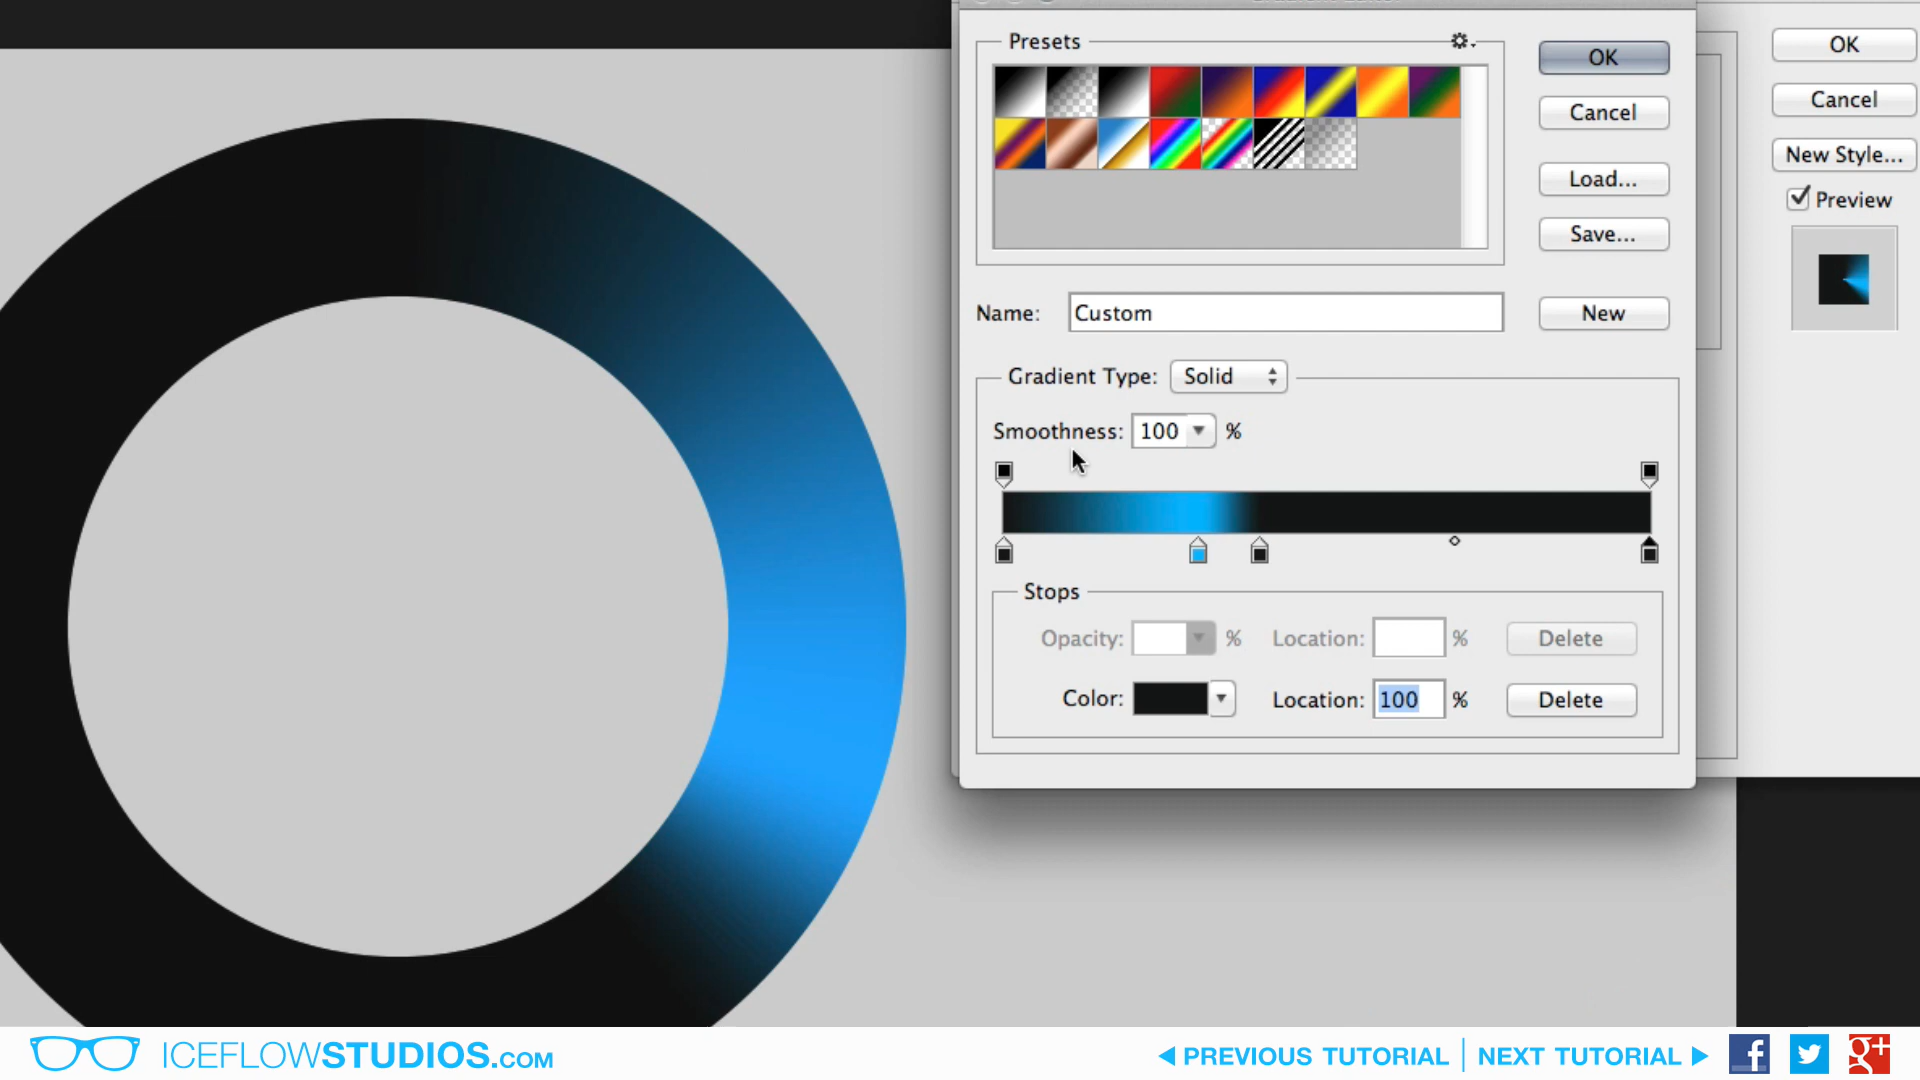 Presets
OK
Cancel
Load...
Save...
Name: Custom
New
Gradient Type: Solid
Smoothness: 100 %
Stops
Opacity: % Location: % Delete
Color: Location: 100 % Delete
OK
Cancel
New Style...
Preview
ICEFLOWSTUDIOS.COM
PREVIOUS TUTORIAL | NEXT TUTORIAL
f
g+